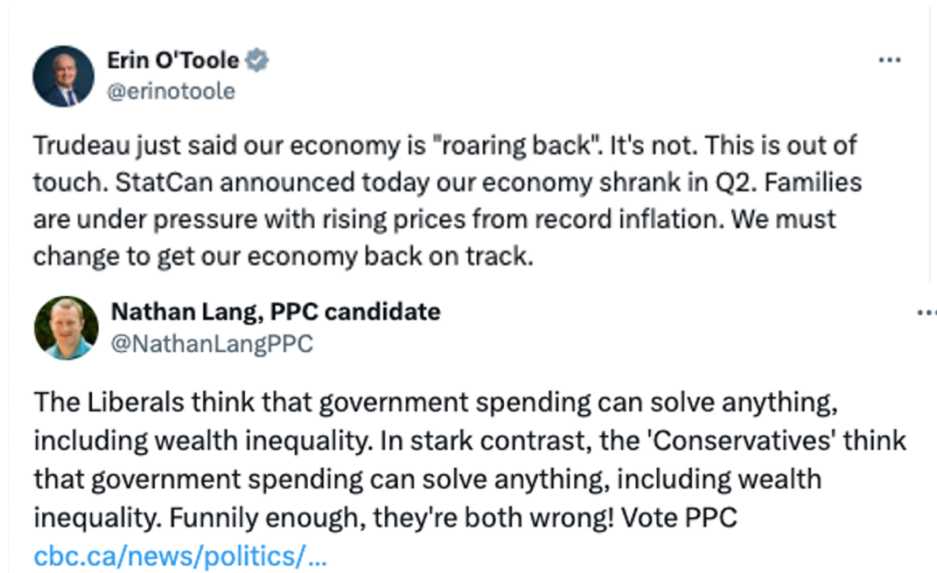 Erin O'Toole
@erinotoole
Trudeau just said our economy is "roaring back". It's not. This is out of
touch. StatCan announced today our economy shrank in Q2. Families
are under pressure with rising prices from record inflation. We must
change to get our economy back on track.
Nathan Lang, PPC candidate
@NathanLangPPC
The Liberals think that government spending can solve anything,
including wealth inequality. In stark contrast, the 'Conservatives' think
that government spending can solve anything, including wealth
inequality. Funnily enough, they're both wrong! Vote PPC
cbc.ca/news/politics/...